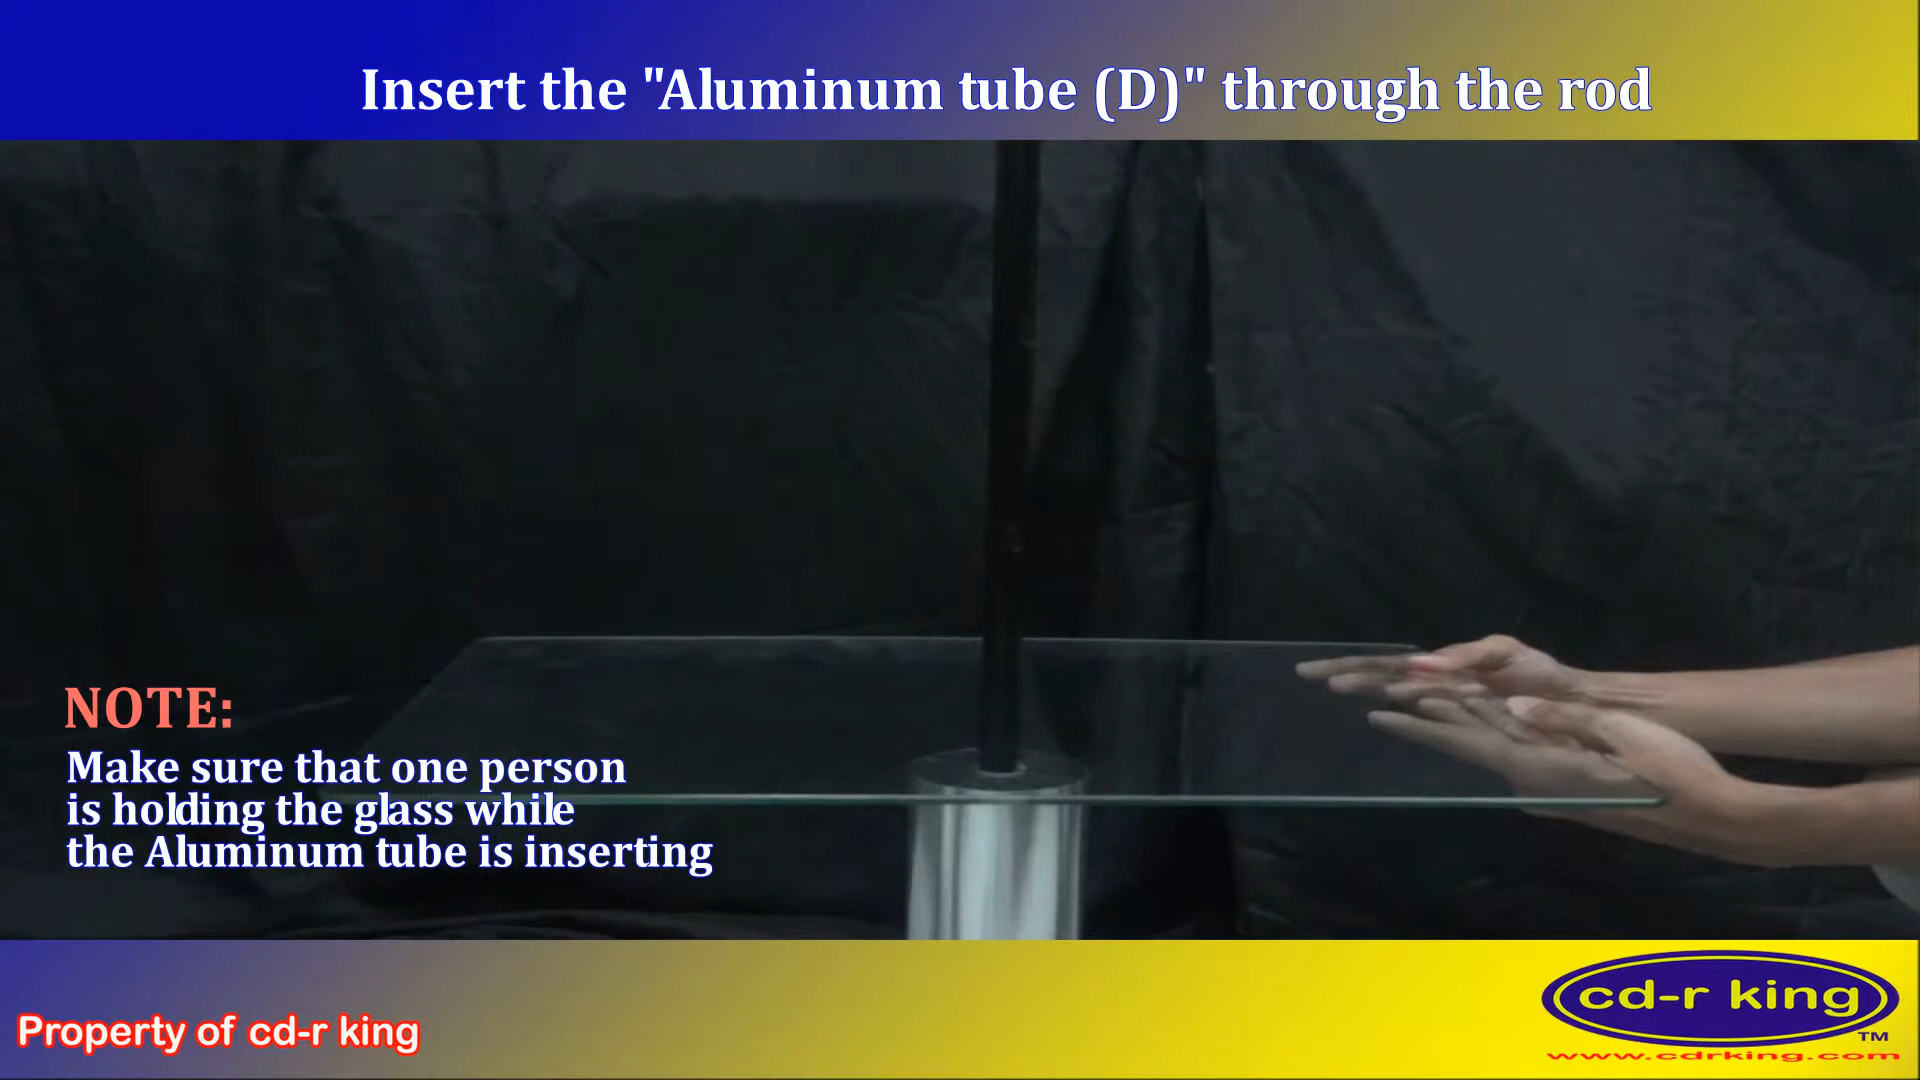 Insert the "Aluminum tube (D)" through the rod
NOTE:
Make sure that one person
is holding the glass while
the Aluminum tube is inserting
Property of cd-r king
cd-r king
TM
www.cdrking.com